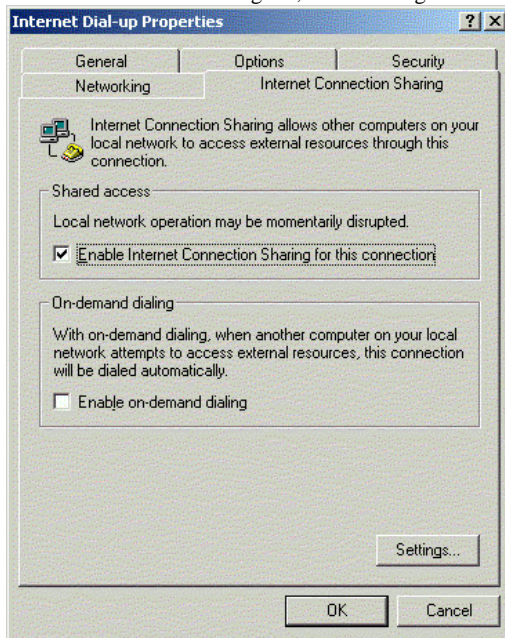 Internet Dial-up Properties
General Options Security
Networking Internet Connection Sharing
Internet Connection Sharing allows other computers on your
local network to access external resources through this
connection.
Shared access
Local network operation may be momentarily disrupted.
Enable Internet Connection Sharing for this connection
On-demand dialing
With on-demand dialing, when another computer on your local
network attempts to access external resources, this connection
will be dialed automatically.
Enable on-demand dialing
Settings...
OK Cancel